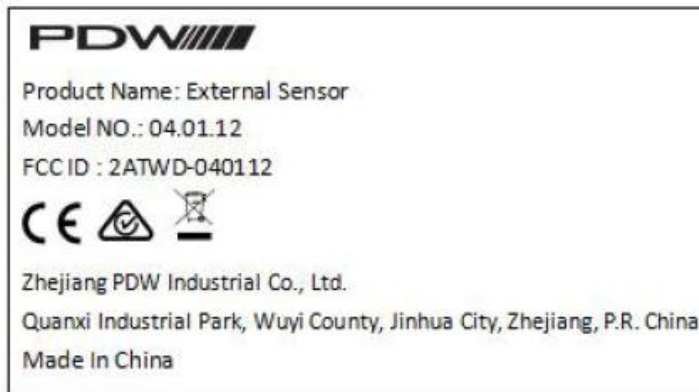 PDW
Product Name: External Sensor
Model NO.: 04.01.12
FCC ID : 2ATWD-040112
CE
Zhejiang PDW Industrial Co., Ltd.
Quanxi Industrial Park, Wuyi County, Jinhua City, Zhejiang, P.R. China
Made In China